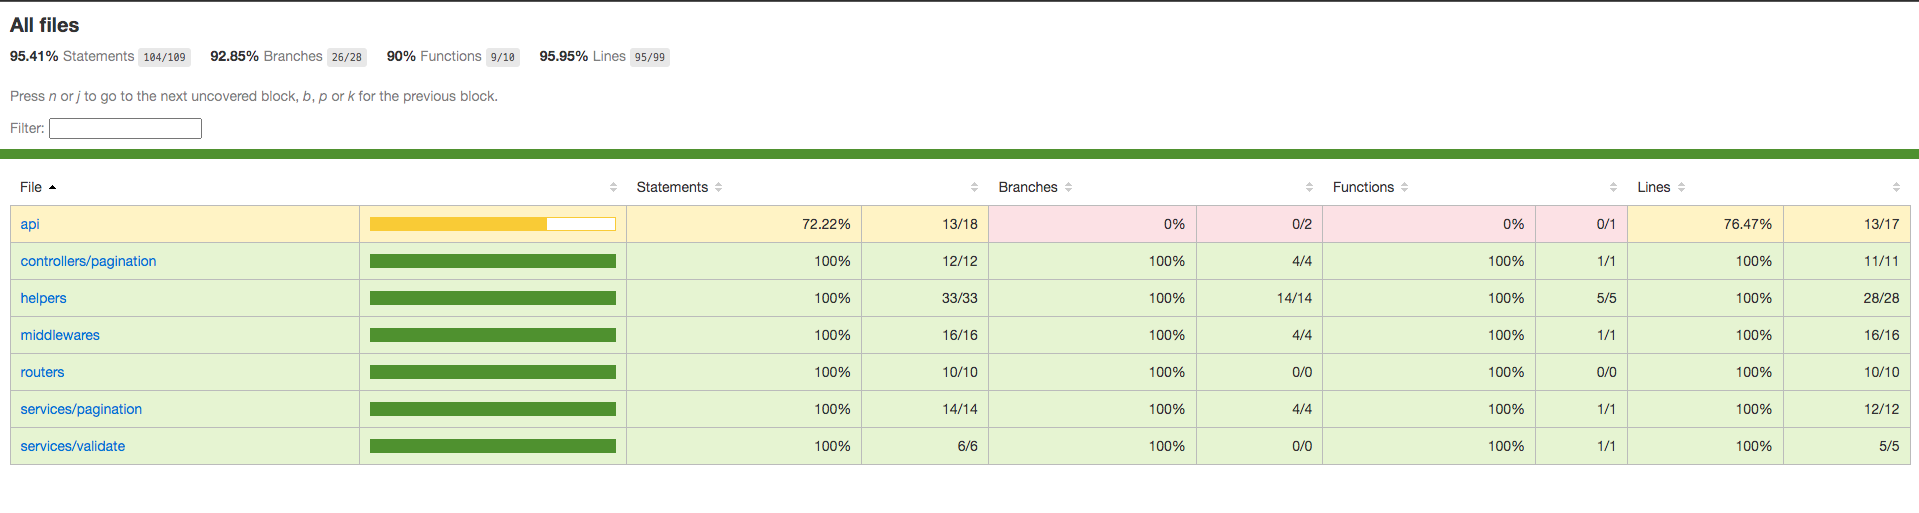 All files
95.41% Statements 104/109 92.85% Branches 26/28 90% Functions 9/10 95.95% Lines 95/99
Press n or j to go to the next uncovered block, b, p or k for the previous block.
Filter:
File Statements Branches Functions Lines
api 72.22% 13/18 0% 0/2 0% 0/1 76.47% 13/17
controllers/pagination 100% 12/12 100% 4/4 100% 1/1 100% 11/11
helpers 100% 33/33 100% 14/14 100% 5/5 100% 28/28
middlewares 100% 16/16 100% 4/4 100% 1/1 100% 16/16
routers 100% 10/10 100% 0/0 100% 0/0 100% 10/10
services/pagination 100% 14/14 100% 4/4 100% 1/1 100% 12/12
services/validate 100% 6/6 100% 0/0 100% 1/1 100% 5/5